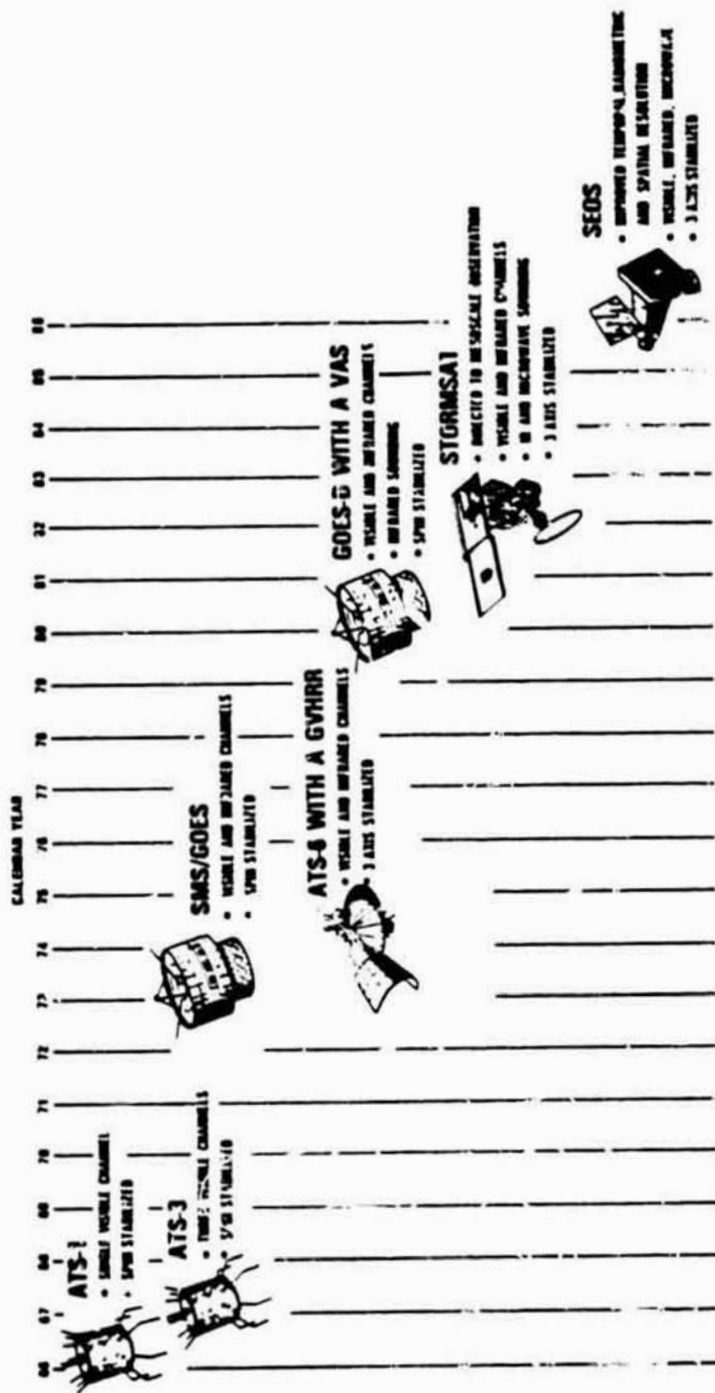 CALENDAR YEAR
66 67 68 69 70 71 72 73 74 75 76 77 78 79 80 81 82 83 84 85 86
ATS-1
• SINGLE VISIBLE CHANNEL
• SPIN STABILIZED
ATS-3
• THREE VISIBLE CHANNELS
• SPIN STABILIZED
SMS/GOES
• VISIBLE AND INFRARED CHANNELS
• SPIN STABILIZED
ATS-6 WITH A GVHRR
• VISIBLE AND INFRARED CHANNELS
• 3 AXIS STABILIZED
GOES-D WITH A VAS
• VISIBLE AND INFRARED CHANNELS
• INFRARED SOUNDING
• SPIN STABILIZED
STORMSAT
• DIRECTED TO MESOSCALE OBSERVATION
• VISIBLE AND INFRARED CHANNELS
• IR AND MICROWAVE SOUNDING
• 3 AXIS STABILIZED
SEOS
• IMPROVED TEMPORAL, RADIOMETRIC
AND SPATIAL RESOLUTION
• VISIBLE, INFRARED, MICROWAVE
• 3 AXIS STABILIZED